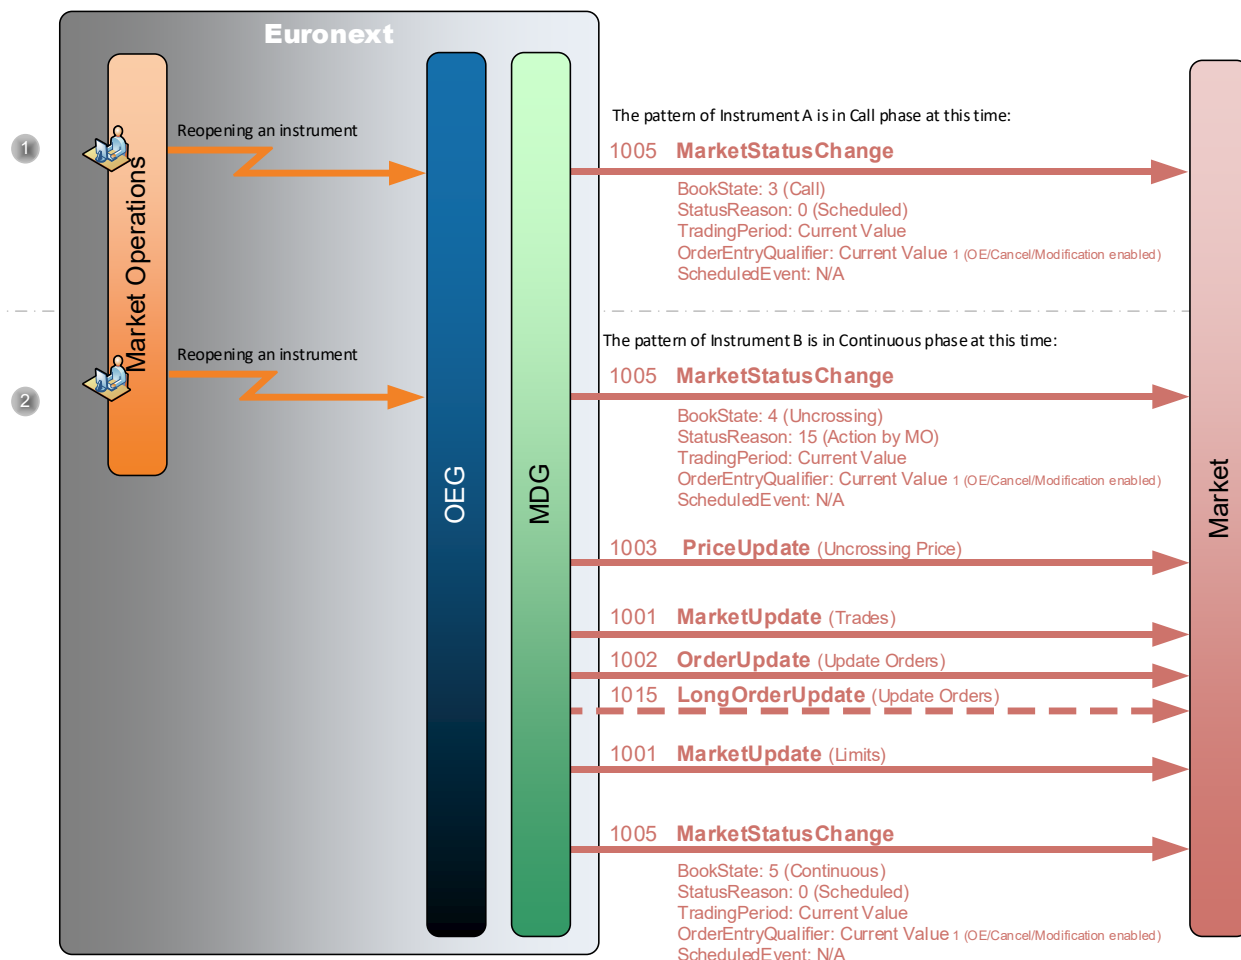 Euronext
The pattern of Instrument A is in Call phase at this time:
1
Reopening an instrument
1005 MarketStatusChange
BookState: 3 (Call)
StatusReason: 0 (Scheduled)
TradingPeriod: Current Value
OrderEntryQualifier: Current Value 1 (OE/Cancel/Modification enabled)
ScheduledEvent: N/A
Market Operations
The pattern of Instrument B is in Continuous phase at this time:
2
Reopening an instrument
1005 MarketStatusChange
BookState: 4 (Uncrossing)
StatusReason: 15 (Action by MO)
TradingPeriod: Current Value
OrderEntryQualifier: Current Value 1 (OE/Cancel/Modification enabled)
ScheduledEvent: N/A
OEG
MDG
Market
1003 PriceUpdate (Uncrossing Price)
1001 MarketUpdate (Trades)
1002 OrderUpdate (Update Orders)
1015 LongOrderUpdate (Update Orders)
1001 MarketUpdate (Limits)
1005 MarketStatusChange
BookState: 5 (Continuous)
StatusReason: 0 (Scheduled)
TradingPeriod: Current Value
OrderEntryQualifier: Current Value 1 (OE/Cancel/Modification enabled)
ScheduledEvent: N/A